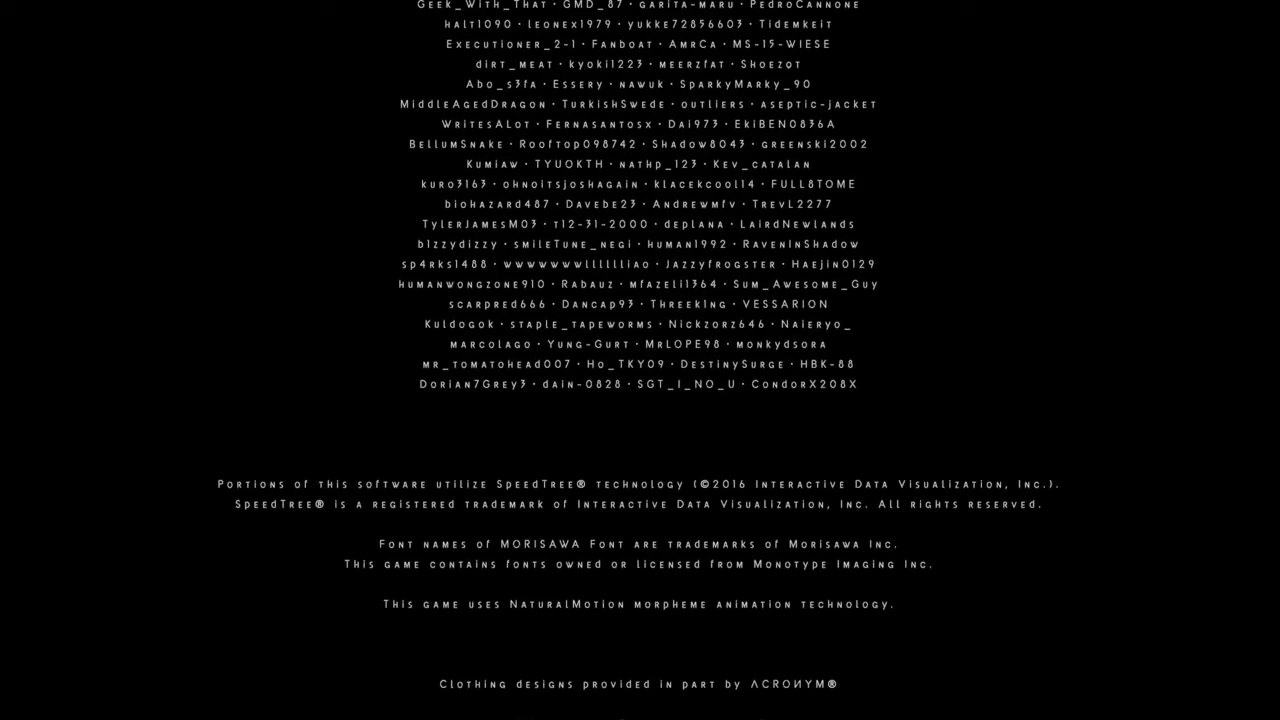 Geek_With_That · GMD_87 · garita-maru · PedroCannone
halt1090 · leonex1979 · yukke72856603 · Tidemkeit
Executioner_2-1 · Fanboat · AmrCa · MS-15-WIESE
dirt_meat · kyoki1223 · meerzfat · Shoezot
Abo_s3fa · Essery · nawuk · SparkyMarky_90
MiddleAgedDragon · TurkishSwede · outliers · aseptic-jacket
WritesALot · Fernasantosx · Dai973 · EkiBEN0836A
BellumSnake · Rooftop098742 · Shadow8043 · greenski2002
Kumiaw · TYUOKTH · nathp_123 · Kev_catalan
kuro3163 · ohnoitsjoshagain · klacekcool14 · FULL8TOME
biohazard487 · Davebe23 · Andrewmfv · TrevL2277
TylerJamesM03 · t12-31-2000 · deplana · LairdNewlands
b1zzydizzy · smileTune_negi · human1992 · RavenInShadow
sp4rks1488 · wwwwwwwlllllliao · Jazzyfrogster · Haejin0129
humanwongzone910 · Rabauz · mfazeli1364 · Sum_Awesome_Guy
scarpred666 · Dancap93 · Threek1ng · VESSARION
Kuldogok · staple_tapeworms · Nickzorz646 · Naieryo_
marcolago · Yung-Gurt · MrLOPE98 · monkydsora
mr_tomatohead007 · Ho_TKY09 · DestinySurge · HBK-88
Dorian7Grey3 · dain-0828 · SGT_I_NO_U · CondorX208X
Portions of this software utilize SpeedTree® technology (©2016 Interactive Data Visualization, Inc.).
SpeedTree® is a registered trademark of Interactive Data Visualization, Inc. All rights reserved.
Font names of MORISAWA Font are trademarks of Morisawa Inc.
This game contains fonts owned or licensed from Monotype Imaging Inc.
This game uses NaturalMotion morpheme animation technology.
Clothing designs provided in part by ΛCROИYM®